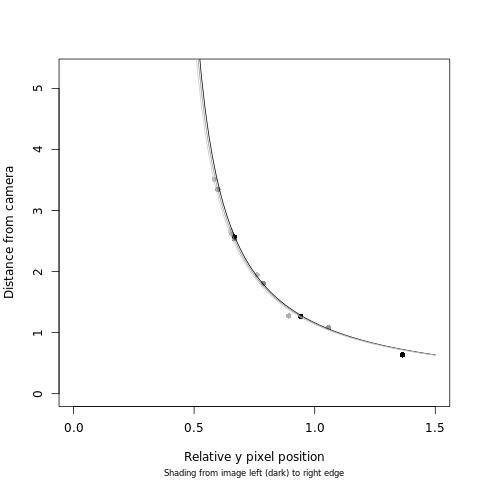 Distance from camera
5
4
3
2
1
0
0.0 0.5 1.0 1.5
Relative y pixel position
Shading from image left (dark) to right edge